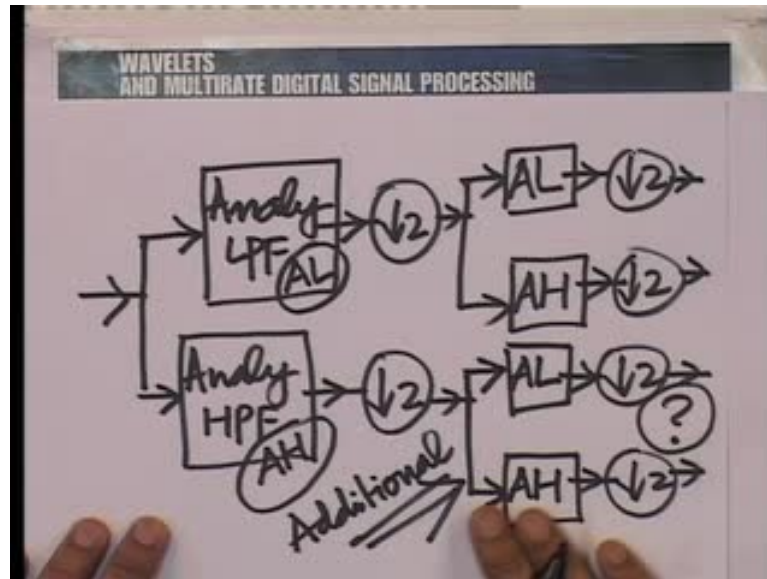 WAVELETS
AND MULTIRATE DIGITAL SIGNAL PROCESSING
Analy
LPF
AL
↓2
AL
↓2
AH
↓2
Analy
HPF
AH
↓2
AL
↓2
?
AH
↓2
Additional